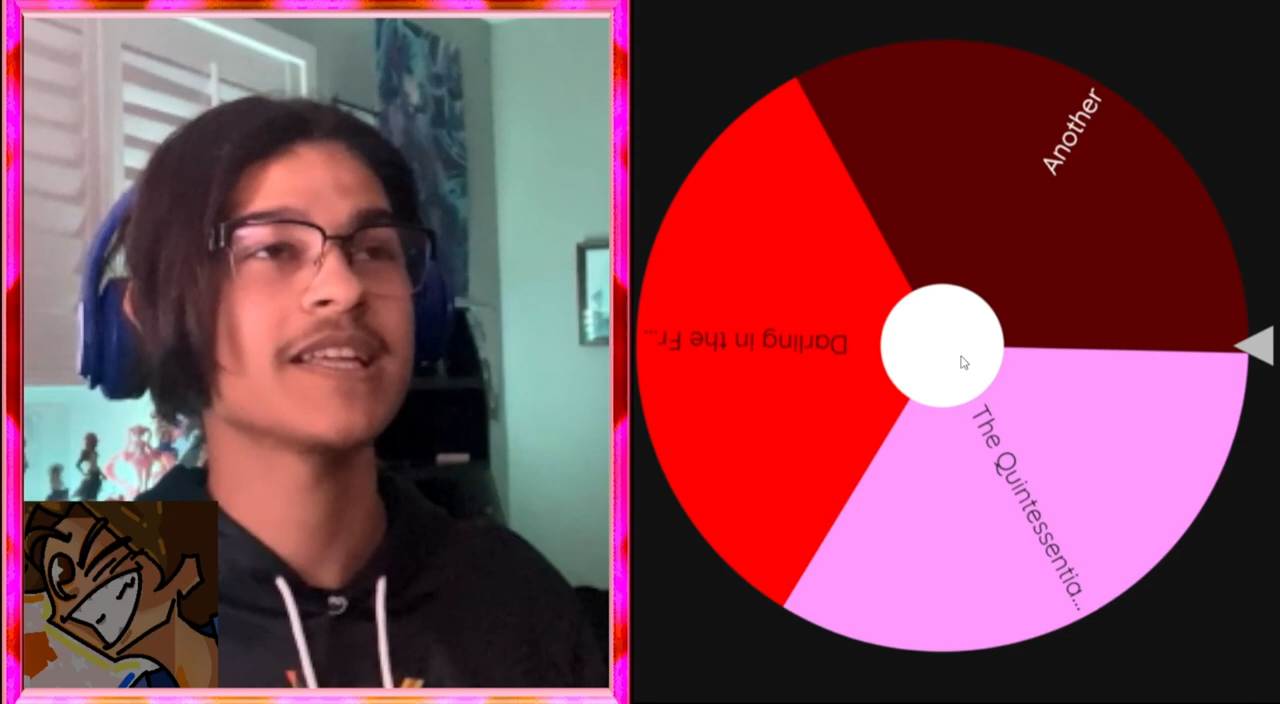 Another
Darling in the Fr...
The Quintessentia...